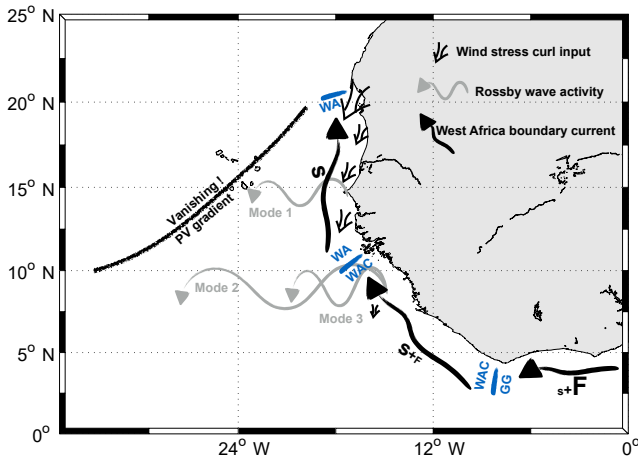 25° N
20°
15°
10°
5°
0°
24° W
12° W
0°
Wind stress curl input
Rossby wave activity
West Africa boundary current
WA
S
Vanishing !
PV gradient
Mode 1
WA
WAC
Mode 2
Mode 3
S+F
WAC
GG
S+F